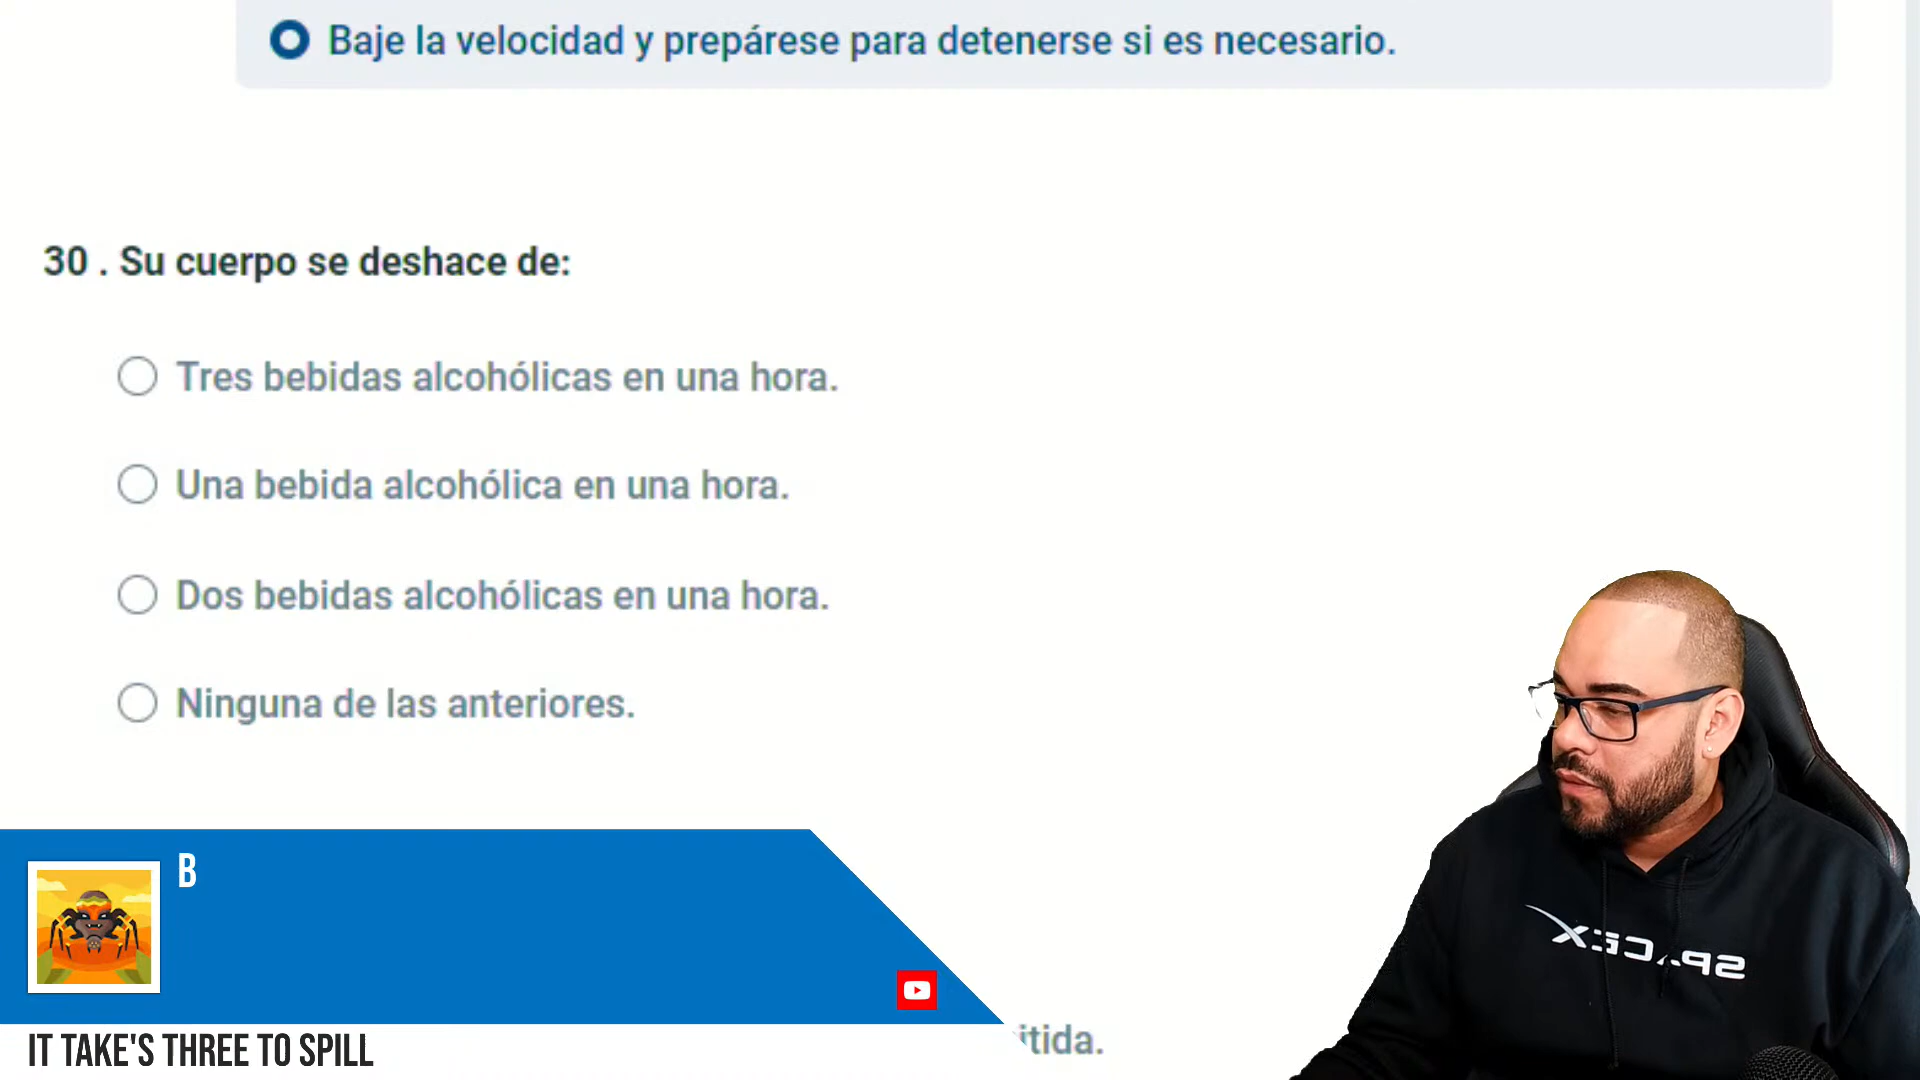 Baje la velocidad y prepárese para detenerse si es necesario.
30 . Su cuerpo se deshace de:
Tres bebidas alcohólicas en una hora.
Una bebida alcohólica en una hora.
Dos bebidas alcohólicas en una hora.
Ninguna de las anteriores.
B
SPACEX
itida.
IT TAKE'S THREE TO SPILL